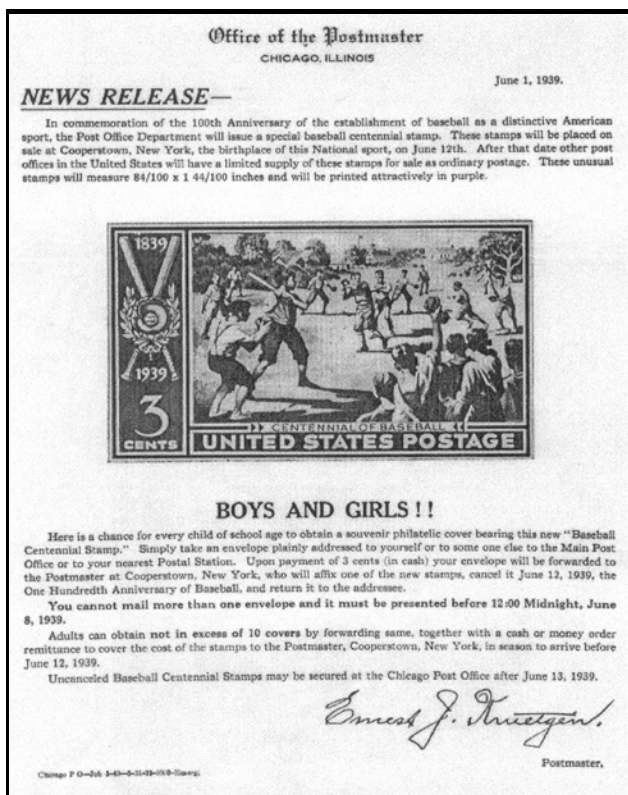 Office of the Postmaster
CHICAGO, ILLINOIS
June 1, 1939.
NEWS RELEASE—
In commemoration of the 100th Anniversary of the establishment of baseball as a distinctive American
sport, the Post Office Department will issue a special baseball centennial stamp. These stamps will be placed on
sale at Cooperstown, New York, the birthplace of this National sport, on June 12th. After that date other post
offices in the United States will have a limited supply of these stamps for sale as ordinary postage. These unusual
stamps will measure 84/100 x 1 44/100 inches and will be printed attractively in purple.
1839
1939
3
CENTS
CENTENNIAL OF BASEBALL
UNITED STATES POSTAGE
BOYS AND GIRLS ! !
Here is a chance for every child of school age to obtain a souvenir philatelic cover bearing this new "Baseball
Centennial Stamp." Simply take an envelope plainly addressed to yourself or to some one else to the Main Post
Office or to your nearest Postal Station. Upon payment of 3 cents (in cash) your envelope will be forwarded to
the Postmaster at Cooperstown, New York, who will affix one of the new stamps, cancel it June 12, 1939, the
One Hundredth Anniversary of Baseball, and return it to the addressee.
You cannot mail more than one envelope and it must be presented before 12:00 Midnight, June
8, 1939.
Adults can obtain not in excess of 10 covers by forwarding same, together with a cash or money order
remittance to cover the cost of the stamps to the Postmaster, Cooperstown, New York, in season to arrive before
June 12, 1939.
Uncanceled Baseball Centennial Stamps may be secured at the Chicago Post Office after June 13, 1939.
Ernest J. Kruetgen.
Postmaster.
Chicago P O—Job